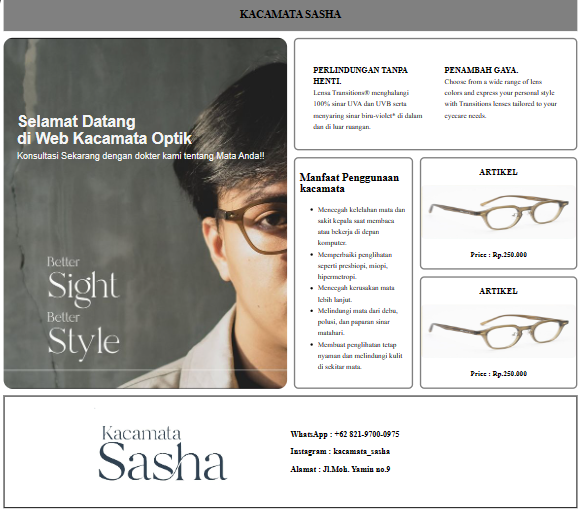 KACAMATA SASHA
Selamat Datang
di Web Kacamata Optik
Konsultasi Sekarang dengan dokter kami tentang Mata Anda!!
Better
Sight
Better
Style
PERLINDUNGAN TANPA
HENTI.
Lensa Transitions® menghalangi
100% sinar UVA dan UVB serta
menyaring sinar biru-violet* di dalam
dan di luar ruangan.
PENAMBAH GAYA.
Choose from a wide range of lens
colors and express your personal style
with Transitions lenses tailored to your
eyecare needs.
Manfaat Penggunaan
kacamata
• Mencegah kelelahan mata dan
sakit kepala saat membaca
atau bekerja di depan
komputer.
• Memperbaiki penglihatan
seperti presbiopi, miopi,
hipermetropi.
• Mencegah kerusakan mata
lebih lanjut.
• Melindungi mata dari debu,
polusi, dan paparan sinar
matahari.
• Membuat penglihatan tetap
nyaman dan melindungi kulit
di sekitar mata.
ARTIKEL
Price : Rp.250.000
ARTIKEL
Price : Rp.250.000
Kacamata
Sasha
WhatsApp : +62 821-9700-0975
Instagram : kacamata_sasha
Alamat : Jl.Moh. Yamin no.9